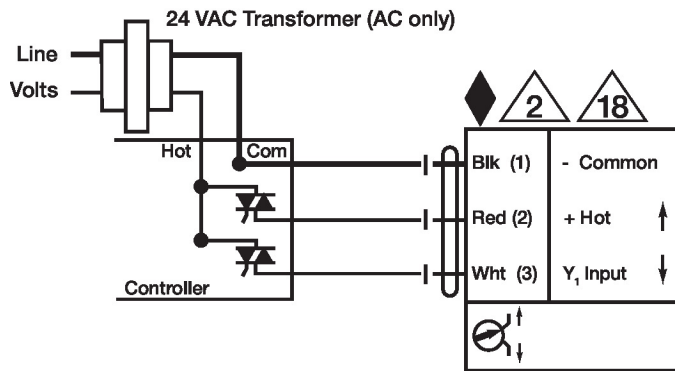 24 VAC Transformer (AC only)
Line
Volts
2
18
Hot
Com
Blk (1)
- Common
Red (2)
+ Hot
Wht (3)
Y₁ Input
Controller